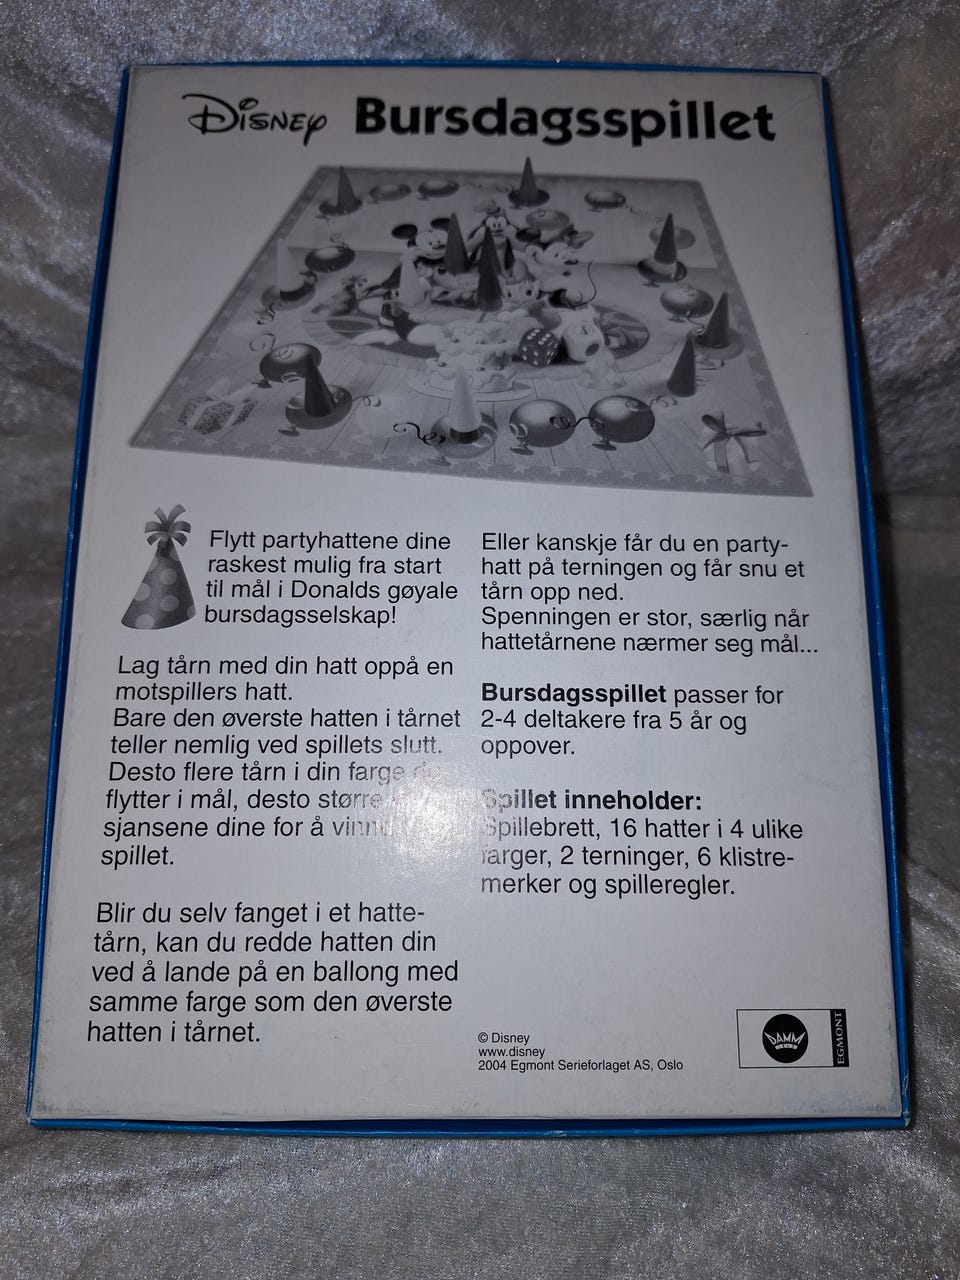 Disney Bursdagsspillet
Flytt partyhattene dine
raskest mulig fra start
til mål i Donalds gøyale
bursdagsselskap!
Lag tårn med din hatt oppå en
motspillers hatt.
Bare den øverste hatten i tårnet
teller nemlig ved spillets slutt.
Desto flere tårn i din farge du
flytter i mål, desto større er
sjansene dine for å vinne
spillet.
Blir du selv fanget i et hatte-
tårn, kan du redde hatten din
ved å lande på en ballong med
samme farge som den øverste
hatten i tårnet.
Eller kanskje får du en party-
hatt på terningen og får snu et
tårn opp ned.
Spenningen er stor, særlig når
hattetårnene nærmer seg mål...
Bursdagsspillet passer for
2-4 deltakere fra 5 år og
oppover.
Spillet inneholder:
Spillebrett, 16 hatter i 4 ulike
farger, 2 terninger, 6 klistre-
merker og spilleregler.
© Disney
www.disney
2004 Egmont Serieforlaget AS, Oslo
DAMM
EGMONT